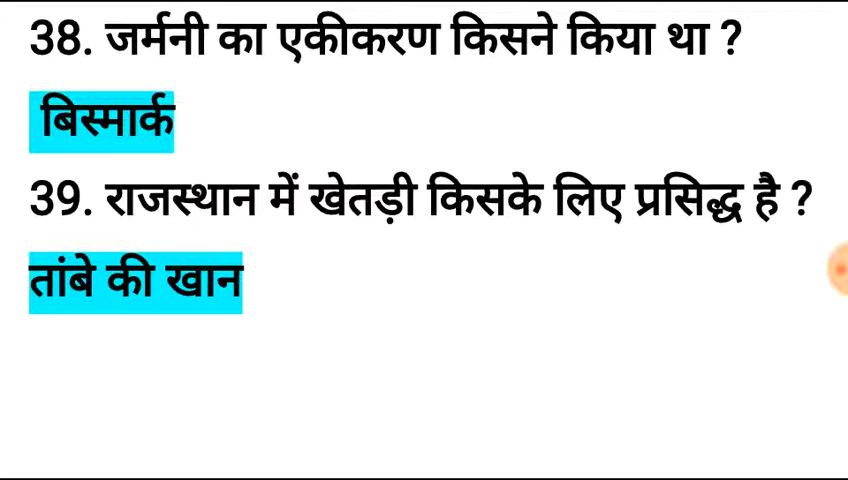 38. जर्मनी का एकीकरण किसने किया था ?
बिस्मार्क
39. राजस्थान में खेतड़ी किसके लिए प्रसिद्ध है ?
तांबे की खान